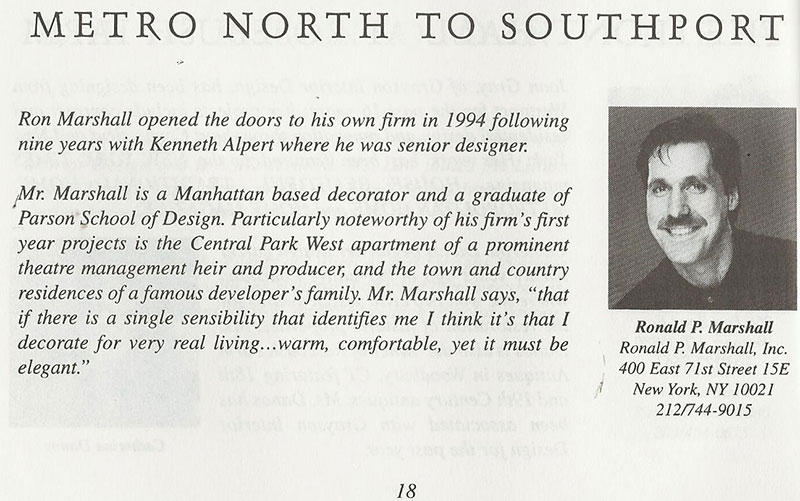 METRO NORTH TO SOUTHPORT
Ron Marshall opened the doors to his own firm in 1994 following
nine years with Kenneth Alpert where he was senior designer.
Mr. Marshall is a Manhattan based decorator and a graduate of
Parson School of Design. Particularly noteworthy of his firm's first
year projects is the Central Park West apartment of a prominent
theatre management heir and producer, and the town and country
residences of a famous developer's family. Mr. Marshall says, "that
if there is a single sensibility that identifies me I think it's that I
decorate for very real living...warm, comfortable, yet it must be
elegant."
Ronald P. Marshall
Ronald P. Marshall, Inc.
400 East 71st Street 15E
New York, NY 10021
212/744-9015
18